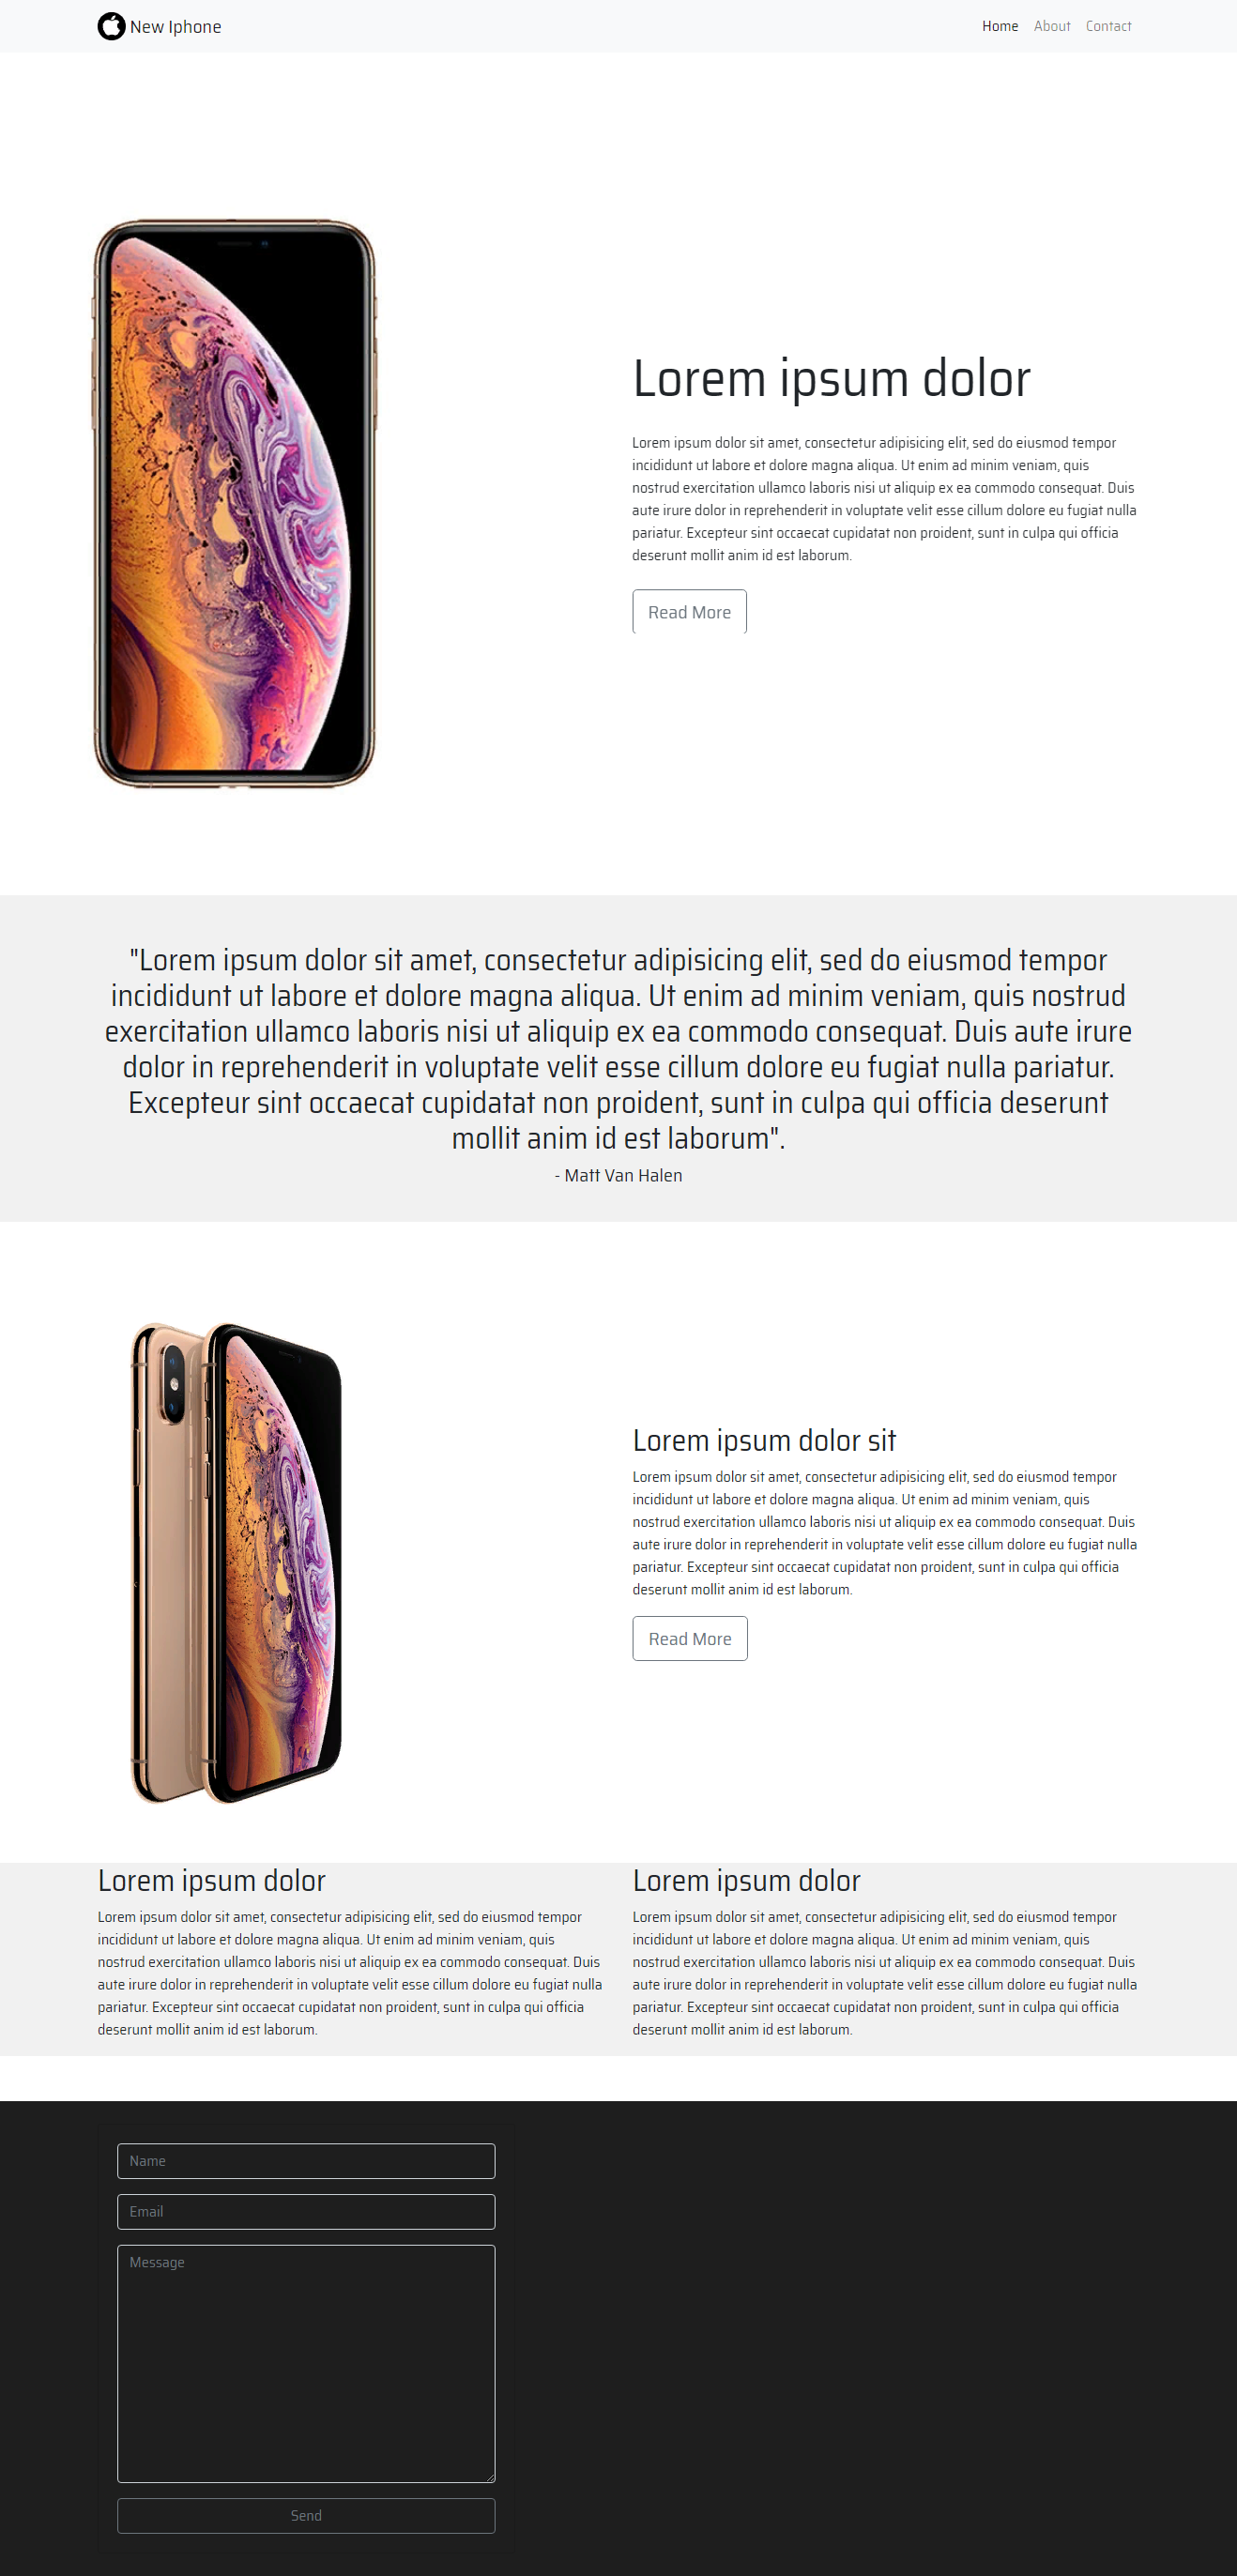 New Iphone
Home About Contact
Lorem ipsum dolor
Lorem ipsum dolor sit amet, consectetur adipisicing elit, sed do eiusmod tempor
incididunt ut labore et dolore magna aliqua. Ut enim ad minim veniam, quis
nostrud exercitation ullamco laboris nisi ut aliquip ex ea commodo consequat. Duis
aute irure dolor in reprehenderit in voluptate velit esse cillum dolore eu fugiat nulla
pariatur. Excepteur sint occaecat cupidatat non proident, sunt in culpa qui officia
deserunt mollit anim id est laborum.
Read More
"Lorem ipsum dolor sit amet, consectetur adipisicing elit, sed do eiusmod tempor
incididunt ut labore et dolore magna aliqua. Ut enim ad minim veniam, quis nostrud
exercitation ullamco laboris nisi ut aliquip ex ea commodo consequat. Duis aute irure
dolor in reprehenderit in voluptate velit esse cillum dolore eu fugiat nulla pariatur.
Excepteur sint occaecat cupidatat non proident, sunt in culpa qui officia deserunt
mollit anim id est laborum".
- Matt Van Halen
Lorem ipsum dolor sit
Lorem ipsum dolor sit amet, consectetur adipisicing elit, sed do eiusmod tempor
incididunt ut labore et dolore magna aliqua. Ut enim ad minim veniam, quis
nostrud exercitation ullamco laboris nisi ut aliquip ex ea commodo consequat. Duis
aute irure dolor in reprehenderit in voluptate velit esse cillum dolore eu fugiat nulla
pariatur. Excepteur sint occaecat cupidatat non proident, sunt in culpa qui officia
deserunt mollit anim id est laborum.
Read More
Lorem ipsum dolor
Lorem ipsum dolor sit amet, consectetur adipisicing elit, sed do eiusmod tempor
incididunt ut labore et dolore magna aliqua. Ut enim ad minim veniam, quis
nostrud exercitation ullamco laboris nisi ut aliquip ex ea commodo consequat. Duis
aute irure dolor in reprehenderit in voluptate velit esse cillum dolore eu fugiat nulla
pariatur. Excepteur sint occaecat cupidatat non proident, sunt in culpa qui officia
deserunt mollit anim id est laborum.
Lorem ipsum dolor
Lorem ipsum dolor sit amet, consectetur adipisicing elit, sed do eiusmod tempor
incididunt ut labore et dolore magna aliqua. Ut enim ad minim veniam, quis
nostrud exercitation ullamco laboris nisi ut aliquip ex ea commodo consequat. Duis
aute irure dolor in reprehenderit in voluptate velit esse cillum dolore eu fugiat nulla
pariatur. Excepteur sint occaecat cupidatat non proident, sunt in culpa qui officia
deserunt mollit anim id est laborum.
Name
Email
Message
Send